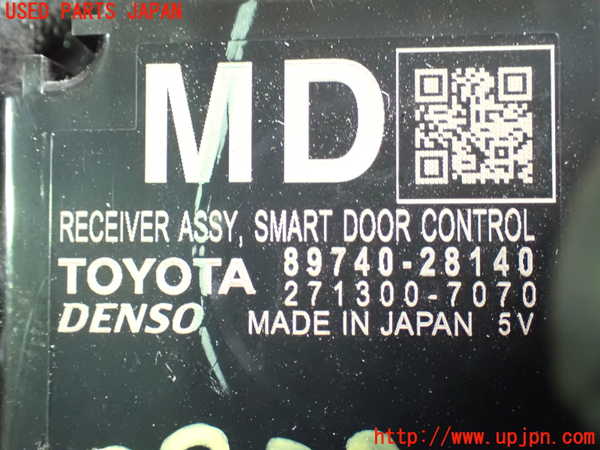 USED PARTS JAPAN
MD
RECEIVER ASSY, SMART DOOR CONTROL
TOYOTA 89740-28140
271300-7070
DENSO MADE IN JAPAN 5V
http://www.upjpn.com